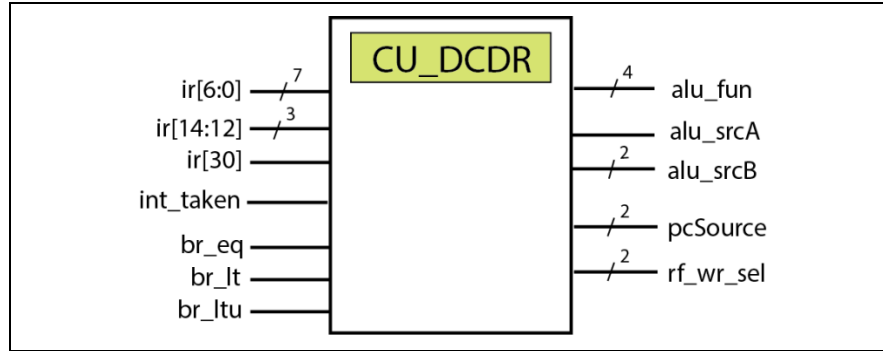 CU_DCDR
ir[6:0] 7
ir[14:12] 3
ir[30]
int_taken
br_eq
br_lt
br_ltu
4 alu_fun
alu_srcA
2 alu_srcB
2 pcSource
2 rf_wr_sel